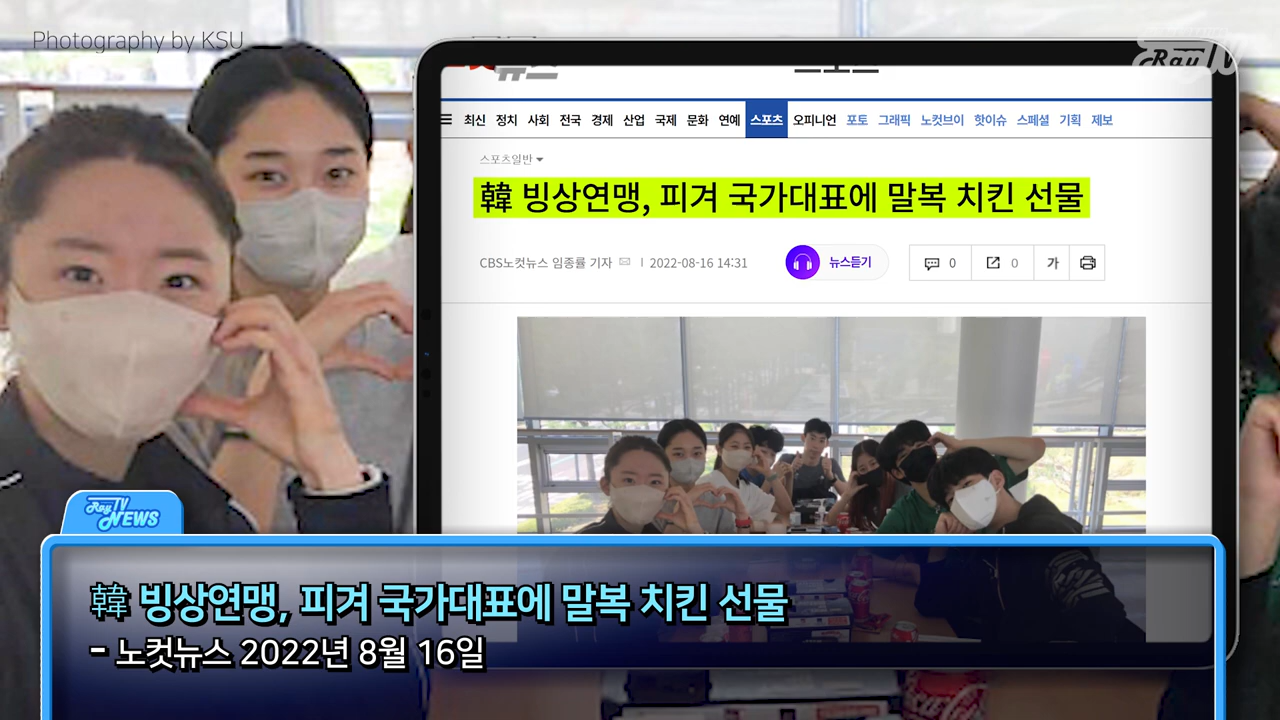 Photography by KSU
Ray TV
최신 정치 사회 전국 경제 산업 국제 문화 연예 스포츠 오피니언 포토 그래픽 노컷브이 핫이슈 스페셜 기획 제보
스포츠일반
韓 빙상연맹, 피겨 국가대표에 말복 치킨 선물
CBS노컷뉴스 임종률 기자 2022-08-16 14:31
뉴스듣기
0
0
가
Ray TV
NEWS
韓 빙상연맹, 피겨 국가대표에 말복 치킨 선물
- 노컷뉴스 2022년 8월 16일